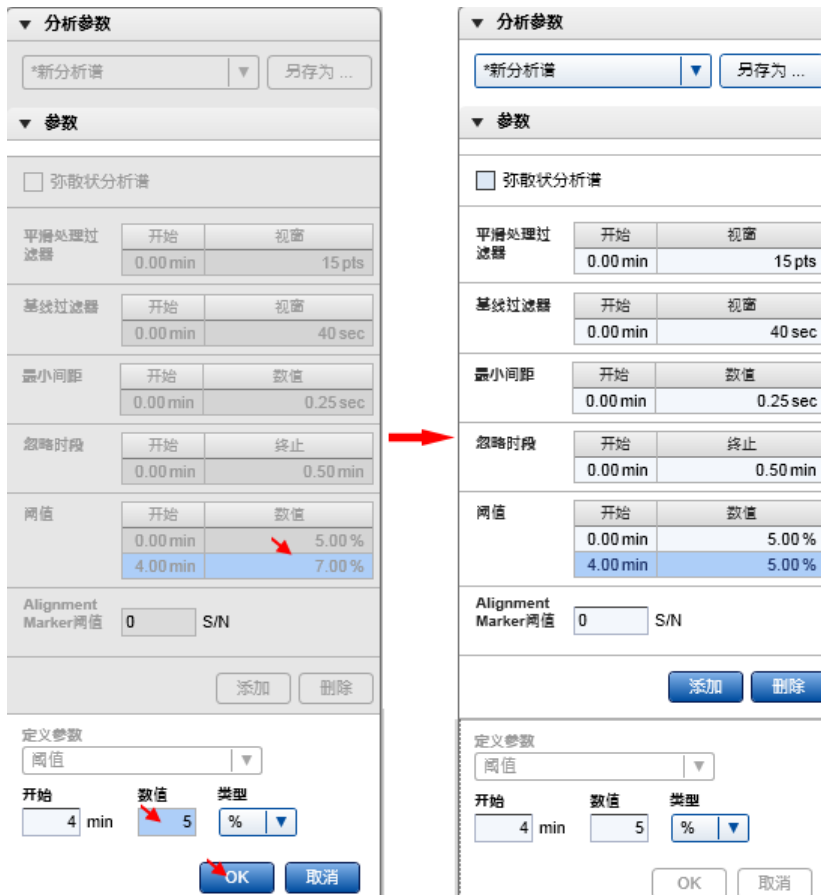 分析参数
*新分析谱
另存为 ...
参数
弥散状分析谱
平滑处理过
滤器
开始 视窗
0.00 min 15 pts
基线过滤器
开始 视窗
0.00 min 40 sec
最小间距
开始 数值
0.00 min 0.25 sec
忽略时段
开始 终止
0.00 min 0.50 min
阈值
开始 数值
0.00 min 5.00 %
4.00 min 7.00 %
Alignment
Marker阈值 0 S/N
添加 删除
定义参数
阈值
开始 数值 类型
4 min 5 %
OK 取消
分析参数
*新分析谱
另存为 ...
参数
弥散状分析谱
平滑处理过
滤器
开始 视窗
0.00 min 15 pts
基线过滤器
开始 视窗
0.00 min 40 sec
最小间距
开始 数值
0.00 min 0.25 sec
忽略时段
开始 终止
0.00 min 0.50 min
阈值
开始 数值
0.00 min 5.00 %
4.00 min 5.00 %
Alignment
Marker阈值 0 S/N
添加 删除
定义参数
阈值
开始 数值 类型
4 min 5 %
OK 取消